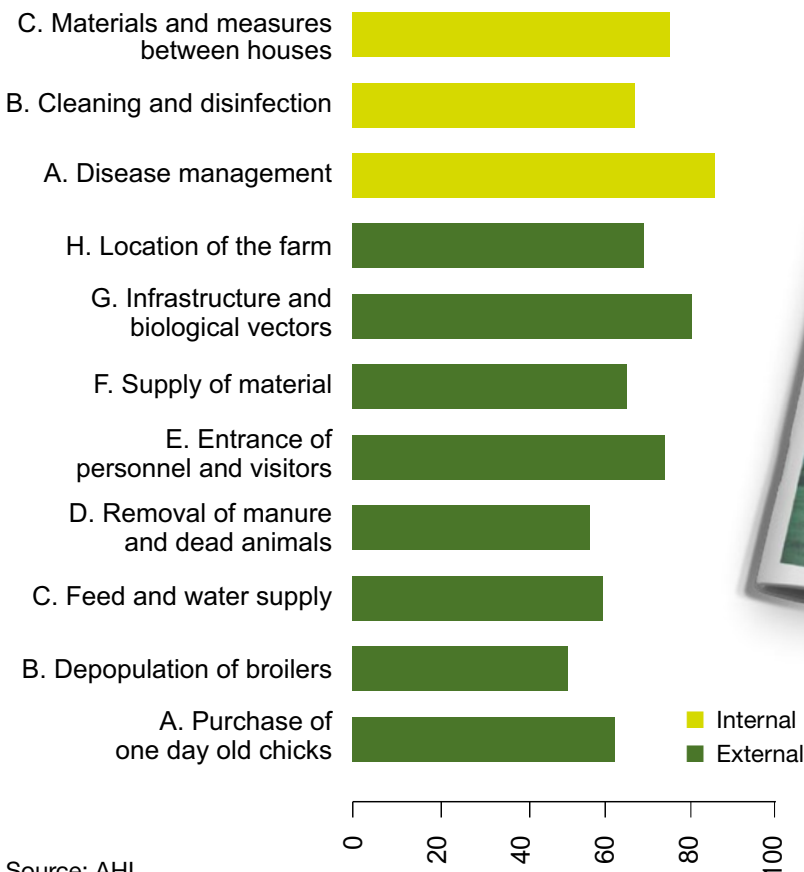 C. Materials and measures
between houses
B. Cleaning and disinfection
A. Disease management
H. Location of the farm
G. Infrastructure and
biological vectors
F. Supply of material
E. Entrance of
personnel and visitors
D. Removal of manure
and dead animals
C. Feed and water supply
B. Depopulation of broilers
A. Purchase of
one day old chicks
Internal
External
0 20 40 60 80 100
Source: